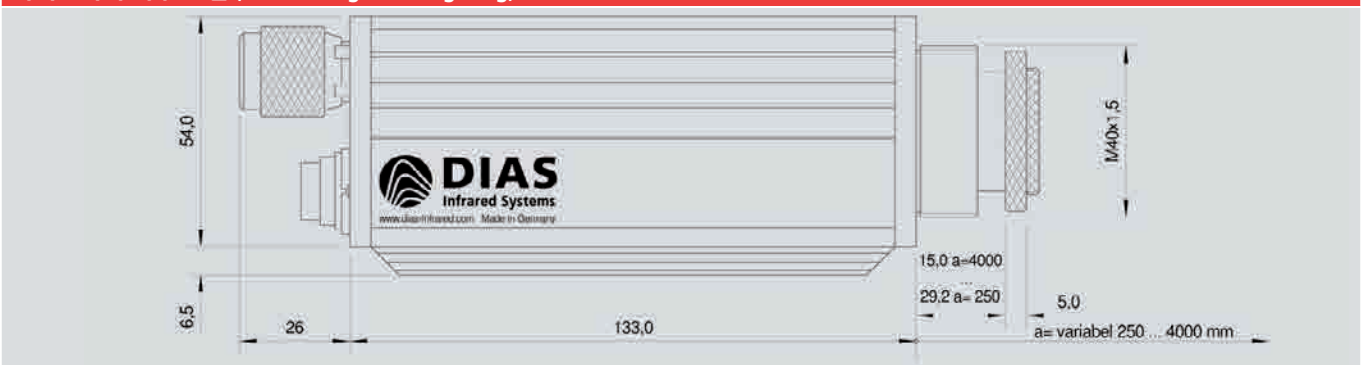 54,0
M40x1,5
DIAS
Infrared Systems
www.dias-infrared.com Made in Germany
15,0 a=4000
...
29,2 a= 250
5,0
6,5
26
133,0
a= variabel 250 ... 4000 mm